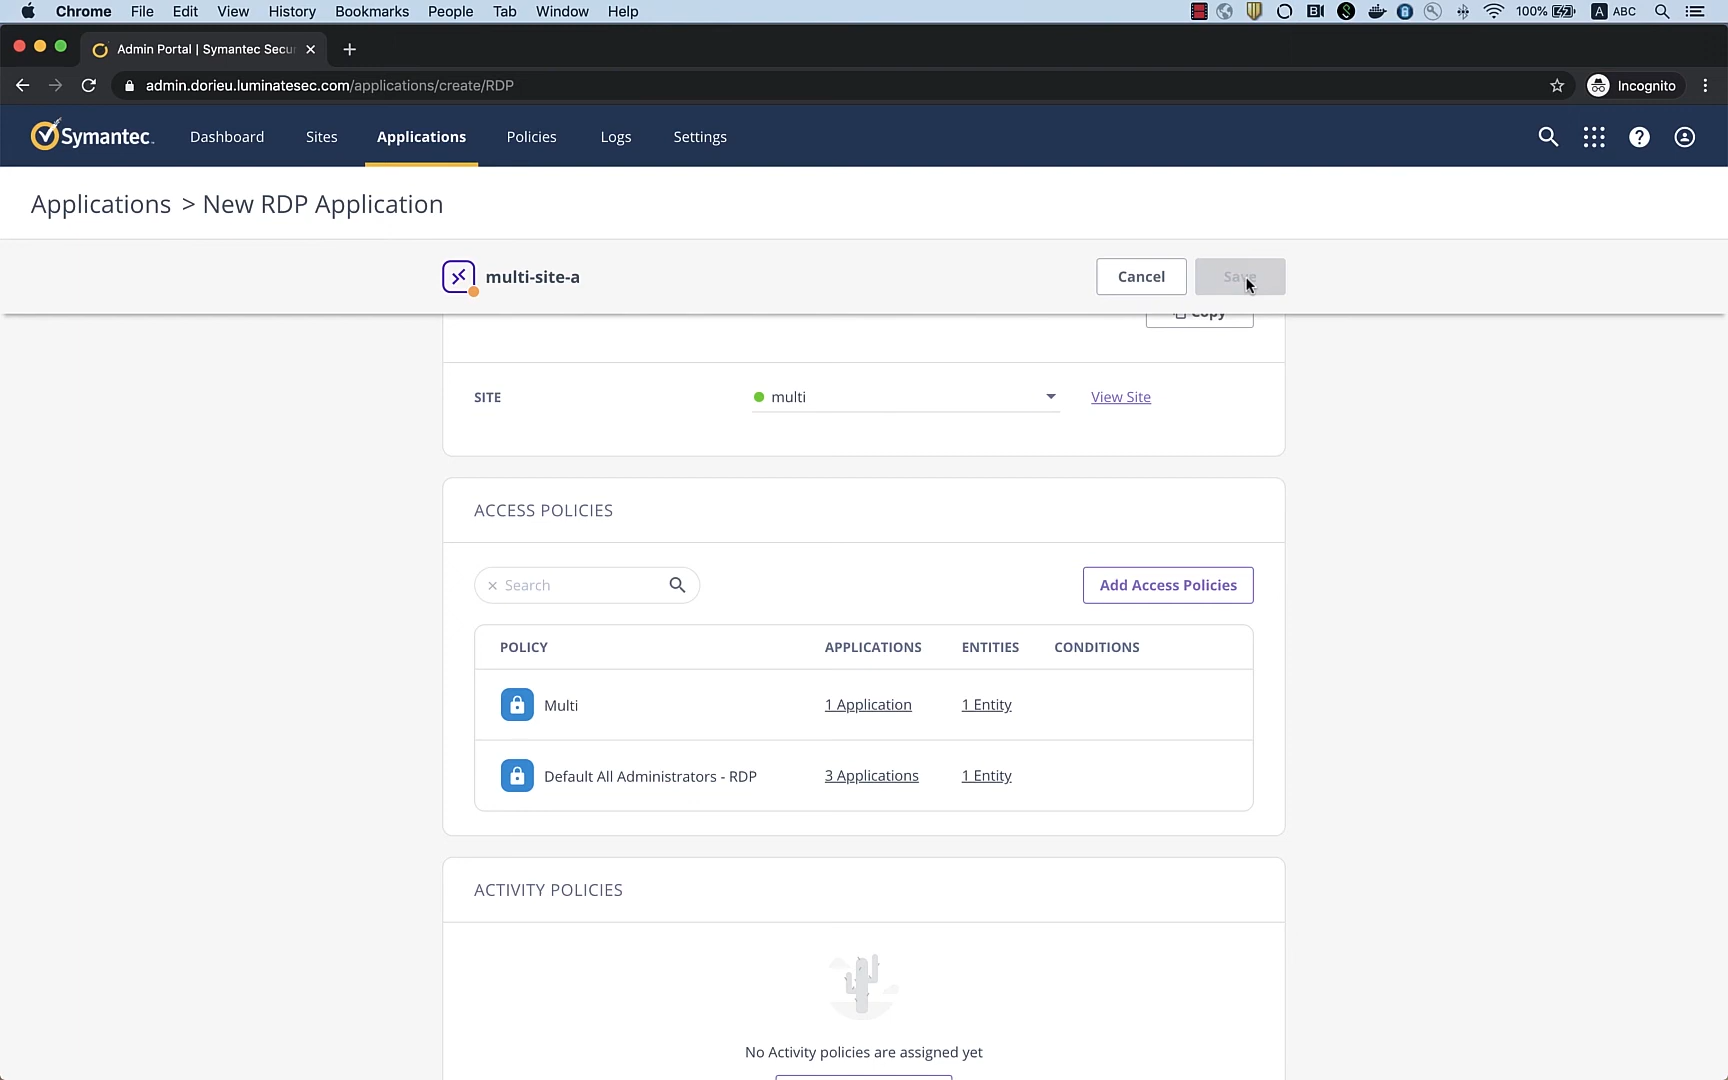 Chrome File Edit View History Bookmarks People Tab Window Help 100% A ABC
Admin Portal | Symantec Secu
admin.dorieu.luminatesec.com/applications/create/RDP Incognito
Symantec Dashboard Sites Applications Policies Logs Settings
Applications > New RDP Application
multi-site-a Cancel Save
Copy
SITE multi View Site
ACCESS POLICIES
Search Add Access Policies
POLICY APPLICATIONS ENTITIES CONDITIONS
Multi 1 Application 1 Entity
Default All Administrators - RDP 3 Applications 1 Entity
ACTIVITY POLICIES
No Activity policies are assigned yet